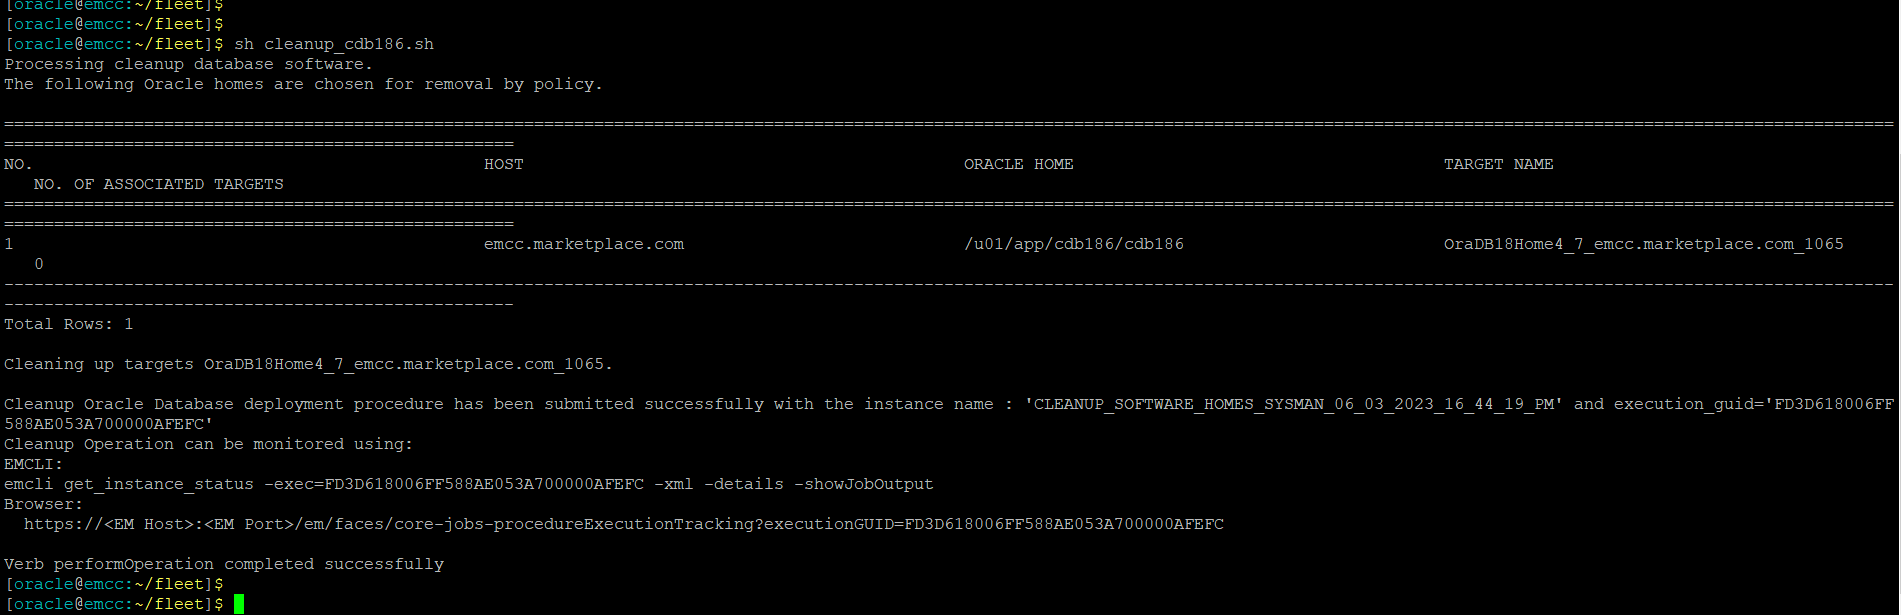 [oracle@emcc:~/fleet]$
[oracle@emcc:~/fleet]$
[oracle@emcc:~/fleet]$ sh cleanup_cdb186.sh
Processing cleanup database software.
The following Oracle homes are chosen for removal by policy.
=============================================================================================================================================================================================
===================================================
NO. HOST ORACLE HOME TARGET NAME
NO. OF ASSOCIATED TARGETS
=============================================================================================================================================================================================
===================================================
1 emcc.marketplace.com /u01/app/cdb186/cdb186 OraDB18Home4_7_emcc.marketplace.com_1065
0
---------------------------------------------------------------------------------------------------------------------------------------------------------------------------------------------
---------------------------------------------------
Total Rows: 1
Cleaning up targets OraDB18Home4_7_emcc.marketplace.com_1065.
Cleanup Oracle Database deployment procedure has been submitted successfully with the instance name : 'CLEANUP_SOFTWARE_HOMES_SYSMAN_06_03_2023_16_44_19_PM' and execution_guid='FD3D618006FF
588AE053A700000AFEFC'
Cleanup Operation can be monitored using:
EMCLI:
emcli get_instance_status -exec=FD3D618006FF588AE053A700000AFEFC -xml -details -showJobOutput
Browser:
https://<EM Host>:<EM Port>/em/faces/core-jobs-procedureExecutionTracking?executionGUID=FD3D618006FF588AE053A700000AFEFC
Verb performOperation completed successfully
[oracle@emcc:~/fleet]$
[oracle@emcc:~/fleet]$